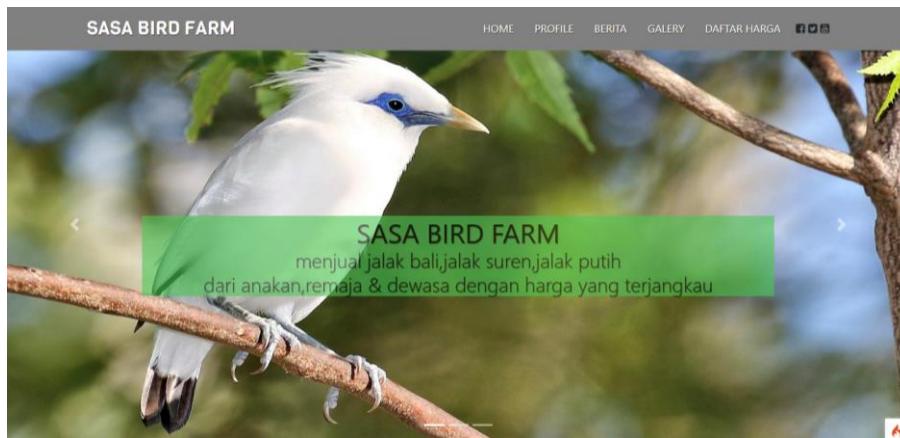 SASA BIRD FARM
HOME PROFILE BERITA GALERY DAFTAR HARGA
SASA BIRD FARM
menjual jalak bali,jalak suren,jalak putih
dari anakan,remaja & dewasa dengan harga yang terjangkau